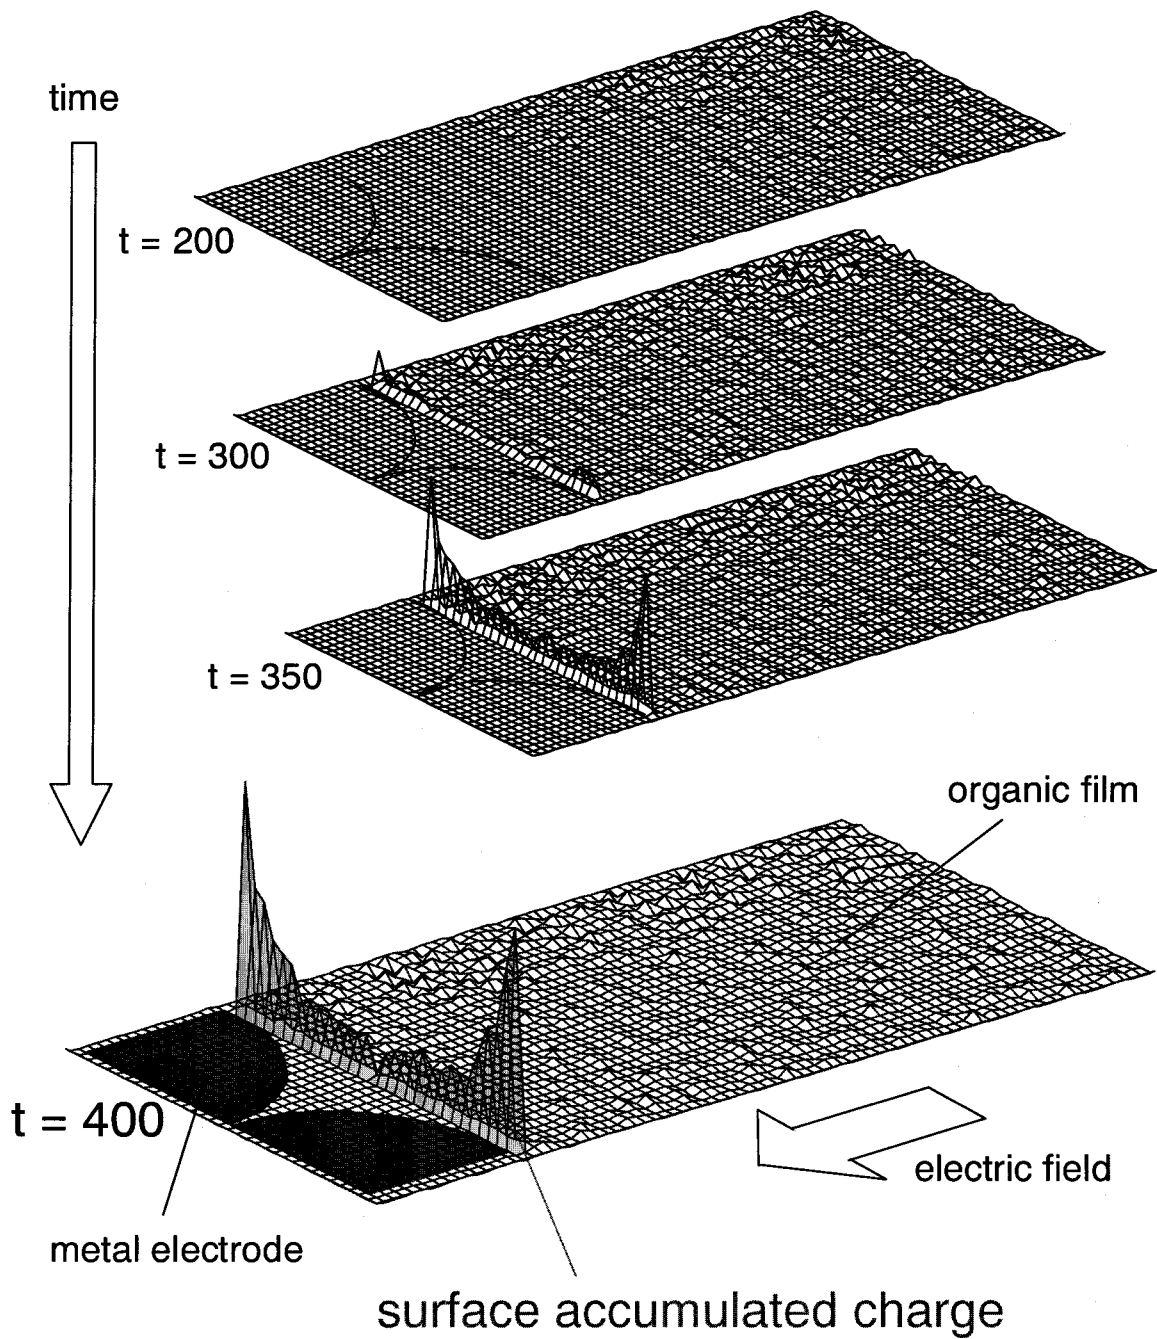 time
t = 200
t = 300
t = 350
organic film
t = 400
electric field
metal electrode
surface accumulated charge